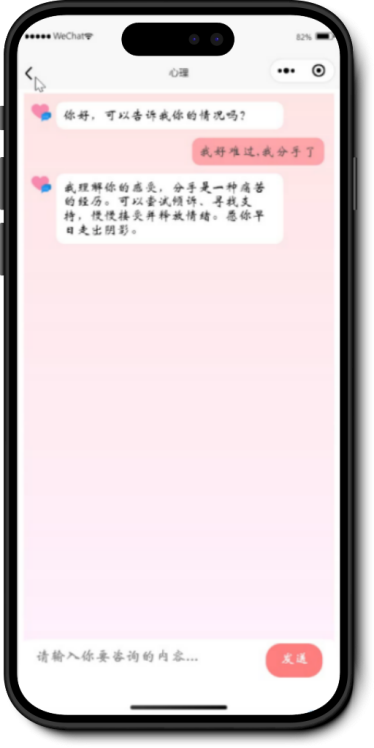 WeChat
82%
心理
你好，可以告诉我你的情况吗？
我好难过,我分手了
我理解你的感受，分手是一种痛苦
的经历。可以尝试倾诉、寻找支
持，慢慢接受并释放情绪。愿你早
日走出阴影。
请输入你要咨询的内容...
发送